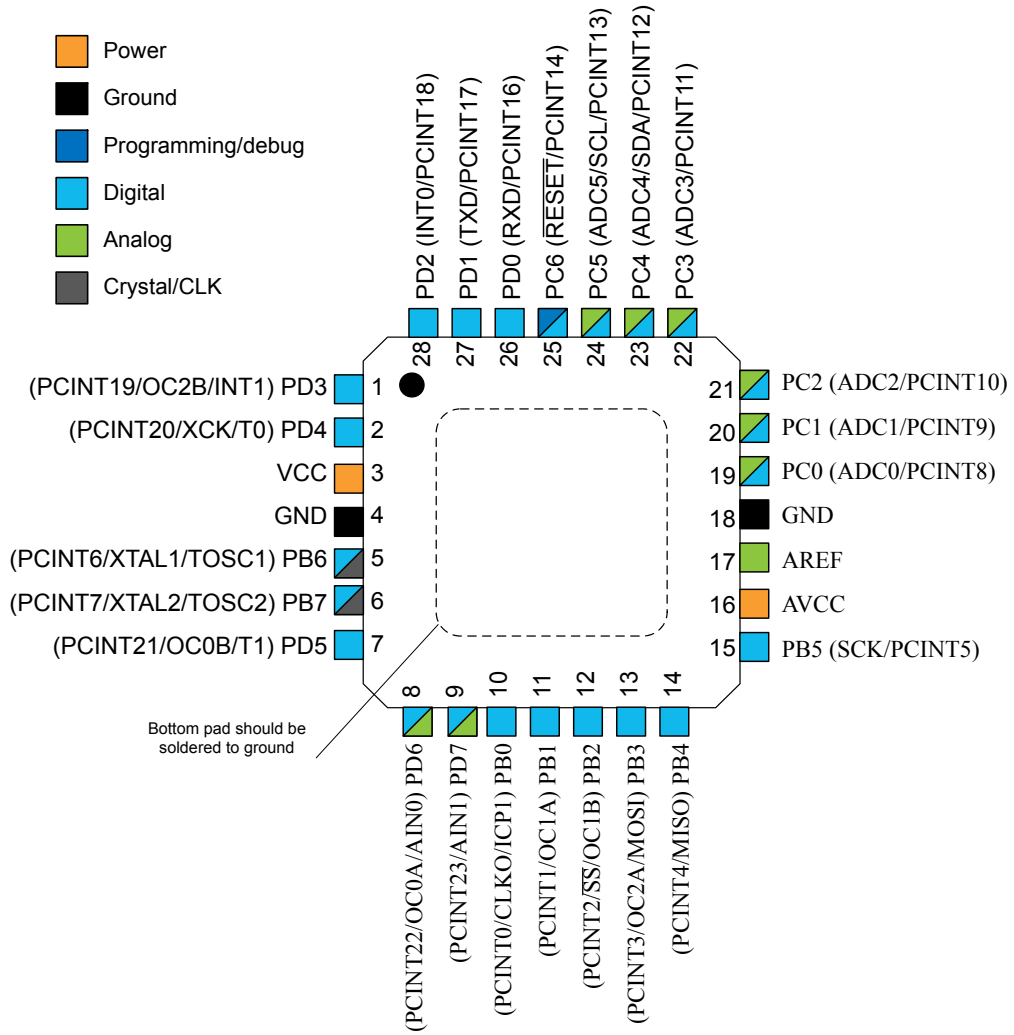 Power
Ground
Programming/debug
Digital
Analog
Crystal/CLK
PD2 (INT0/PCINT18)
PD1 (TXD/PCINT17)
PD0 (RXD/PCINT16)
PC6 (RESET/PCINT14)
PC5 (ADC5/SCL/PCINT13)
PC4 (ADC4/SDA/PCINT12)
PC3 (ADC3/PCINT11)
28
27
26
25
24
23
22
(PCINT19/OC2B/INT1) PD3
1
(PCINT20/XCK/T0) PD4
2
VCC
3
GND
4
(PCINT6/XTAL1/TOSC1) PB6
5
(PCINT7/XTAL2/TOSC2) PB7
6
(PCINT21/OC0B/T1) PD5
7
21
PC2 (ADC2/PCINT10)
20
PC1 (ADC1/PCINT9)
19
PC0 (ADC0/PCINT8)
18
GND
17
AREF
16
AVCC
15
PB5 (SCK/PCINT5)
8
9
10
11
12
13
14
Bottom pad should be
soldered to ground
(PCINT22/OC0A/AIN0) PD6
(PCINT23/AIN1) PD7
(PCINT0/CLKO/ICP1) PB0
(PCINT1/OC1A) PB1
(PCINT2/SS/OC1B) PB2
(PCINT3/OC2A/MOSI) PB3
(PCINT4/MISO) PB4